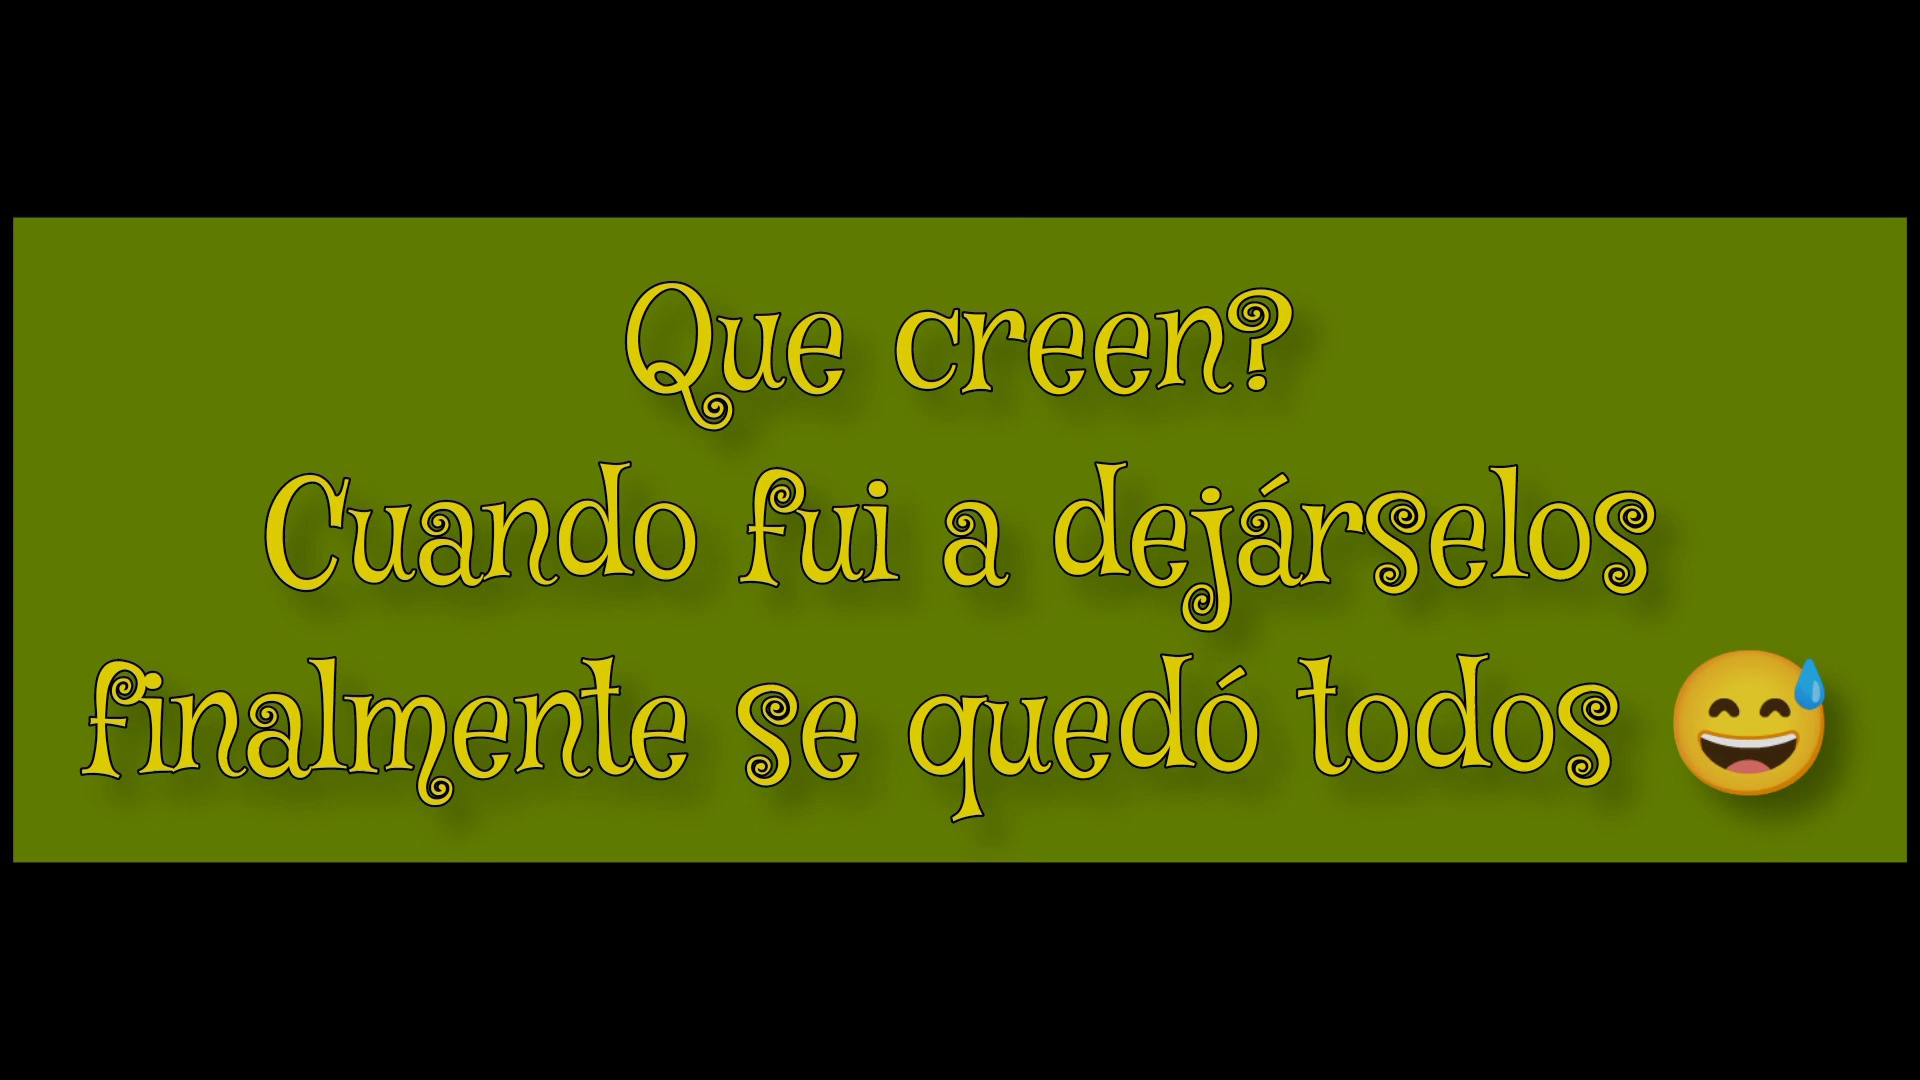 Que creen?
Cuando fui a dejárselos
finalmente se quedó todos 😅